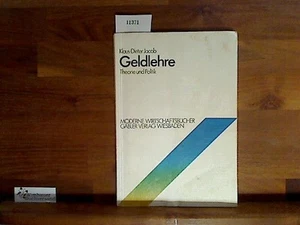 11371
Klaus-Dieter Jacob
Geldlehre
Theorie und Politik
MODERNE WIRTSCHAFTSBÜCHER
GABLER VERLAG WIESBADEN